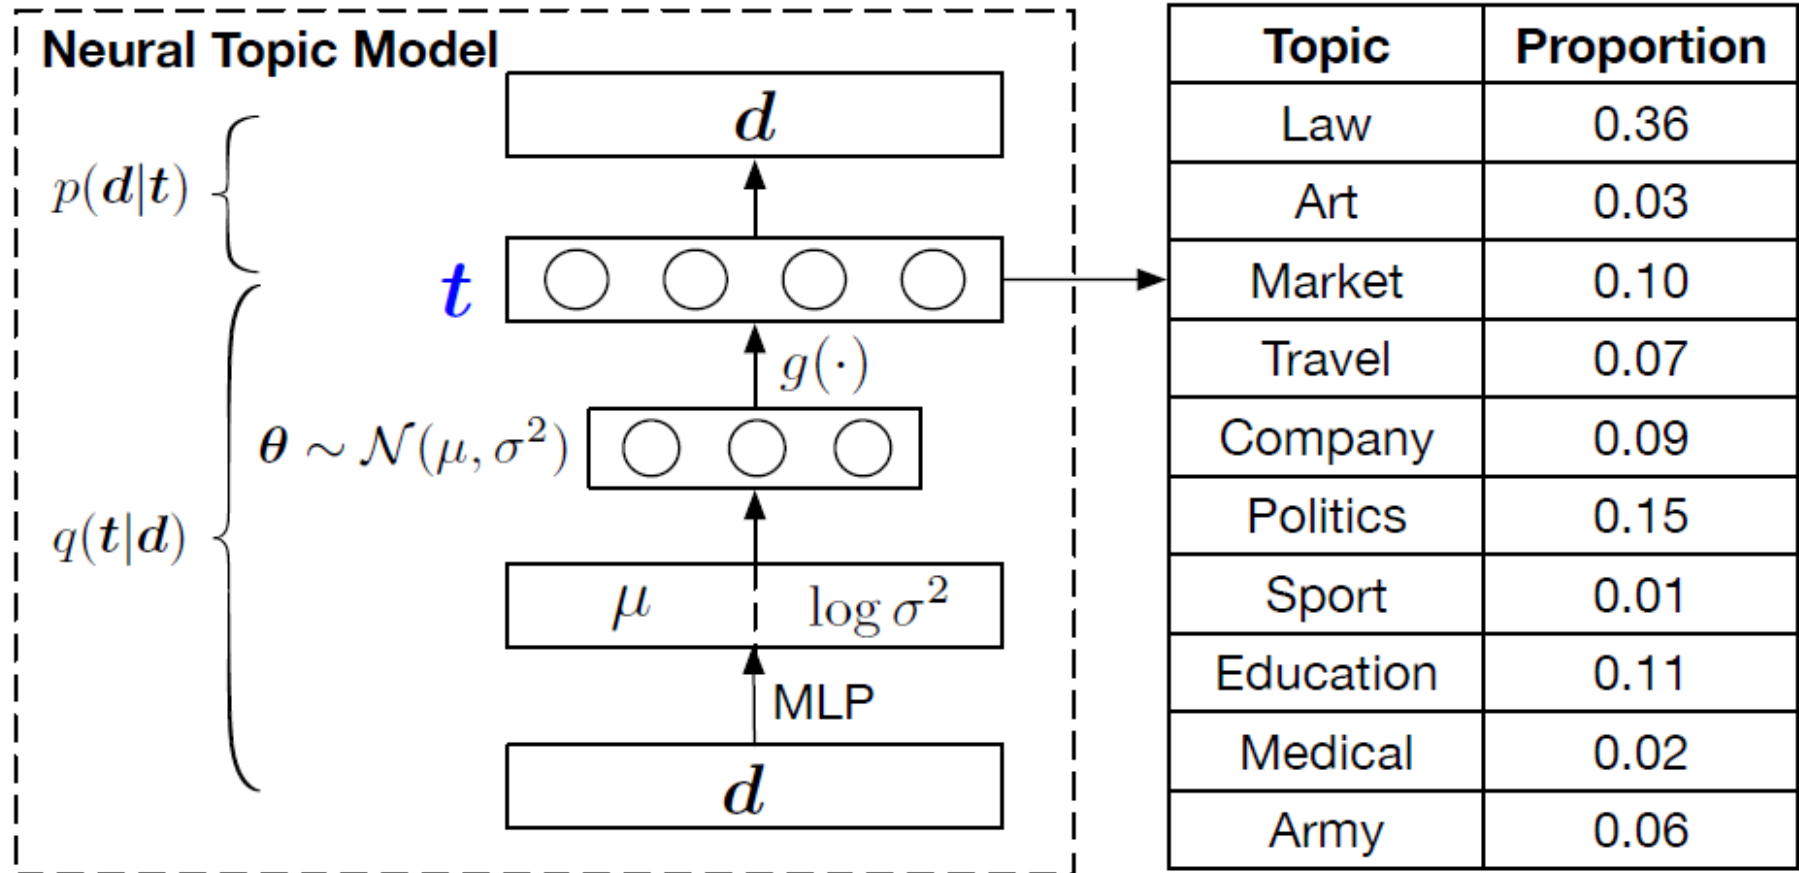 Neural Topic Model
d
p(d|t)
t
g(·)
θ ∼ N(μ, σ²)
q(t|d)
μ
log σ²
MLP
d
Topic Proportion
Law 0.36
Art 0.03
Market 0.10
Travel 0.07
Company 0.09
Politics 0.15
Sport 0.01
Education 0.11
Medical 0.02
Army 0.06